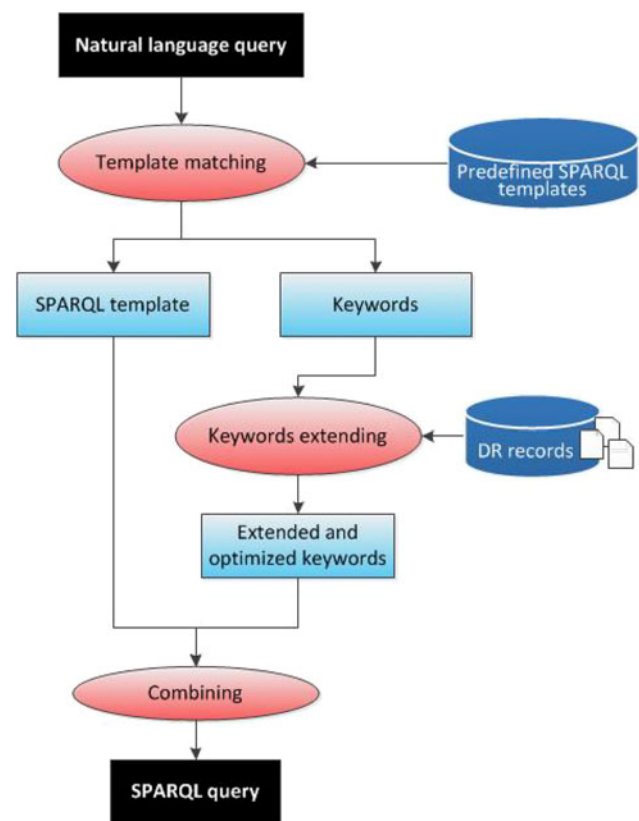 Natural language query
Template matching
Predefined SPARQL
templates
SPARQL template
Keywords
Keywords extending
DR records
Extended and
optimized keywords
Combining
SPARQL query